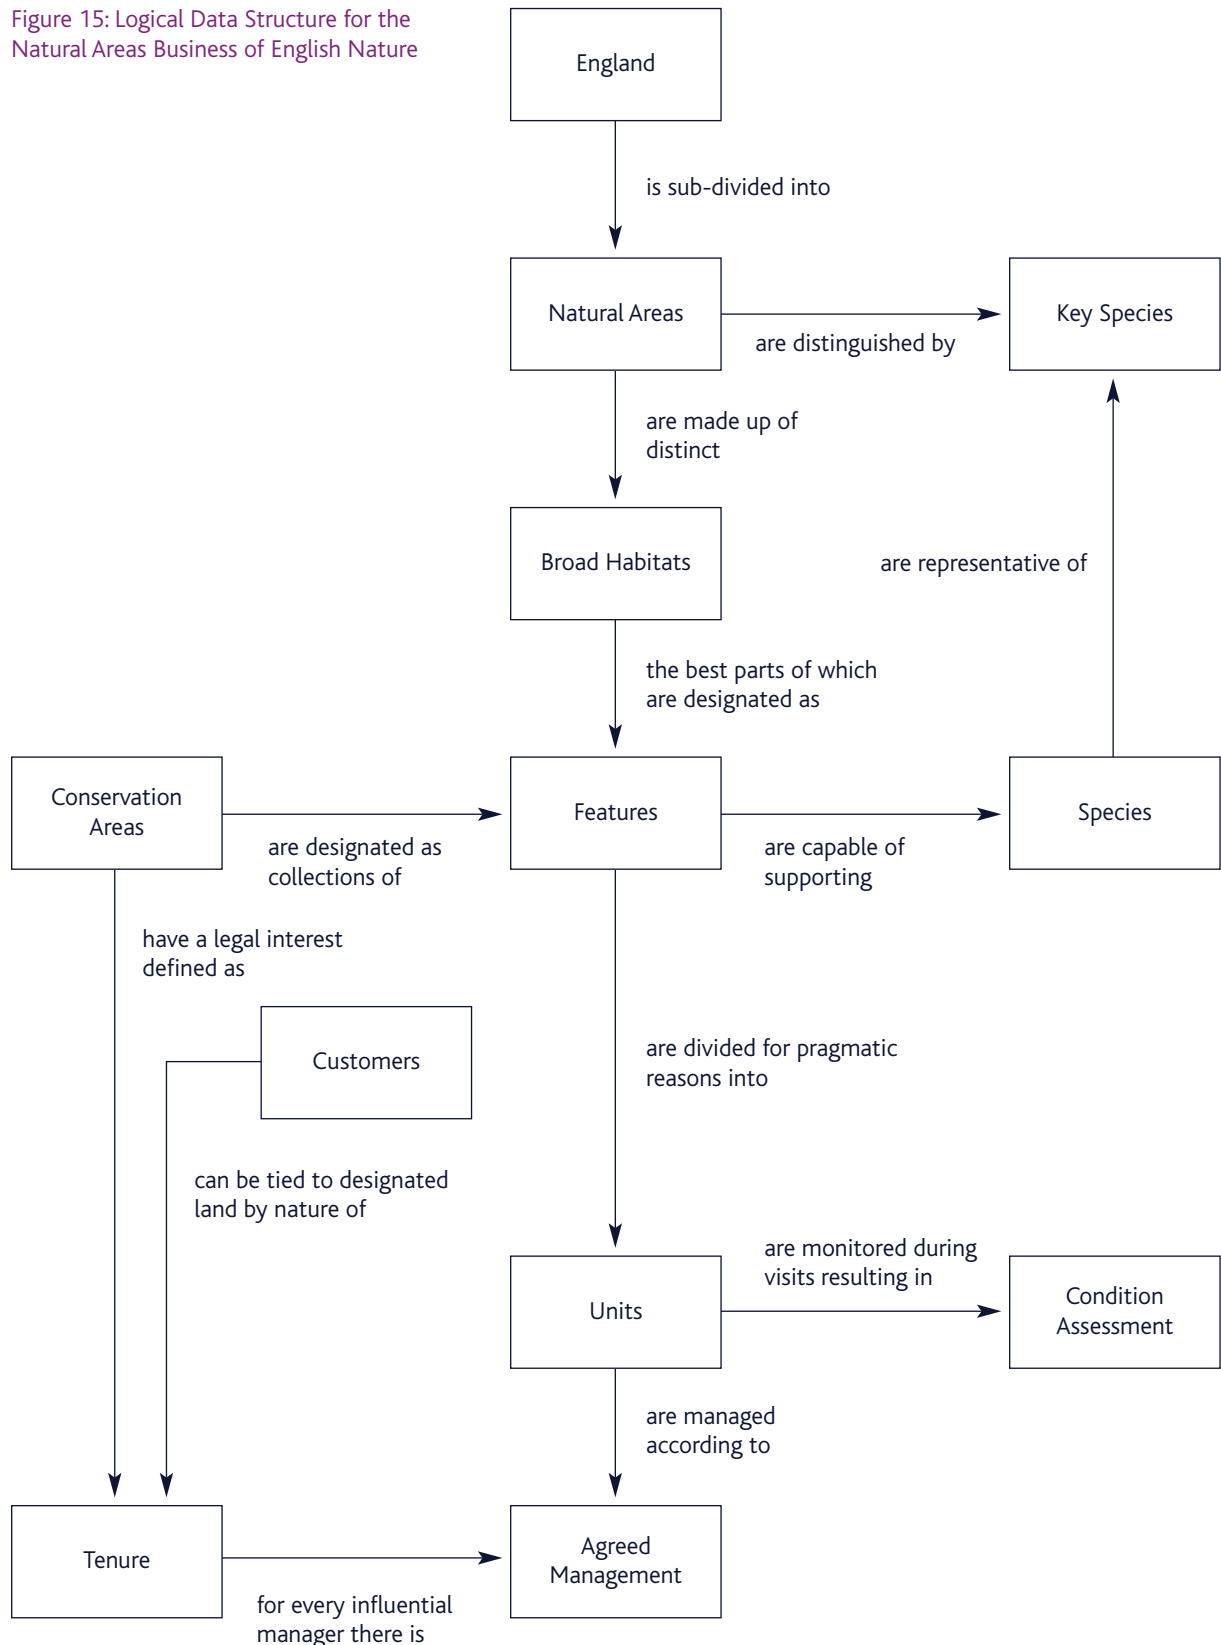 Figure 15: Logical Data Structure for the
Natural Areas Business of English Nature
England
is sub-divided into
Natural Areas
are distinguished by
Key Species
are made up of
distinct
Broad Habitats
are representative of
the best parts of which
are designated as
Conservation
Areas
are designated as
collections of
Features
are capable of
supporting
Species
have a legal interest
defined as
Customers
are divided for pragmatic
reasons into
can be tied to designated
land by nature of
Units
are monitored during
visits resulting in
Condition
Assessment
are managed
according to
Tenure
for every influential
manager there is
Agreed
Management